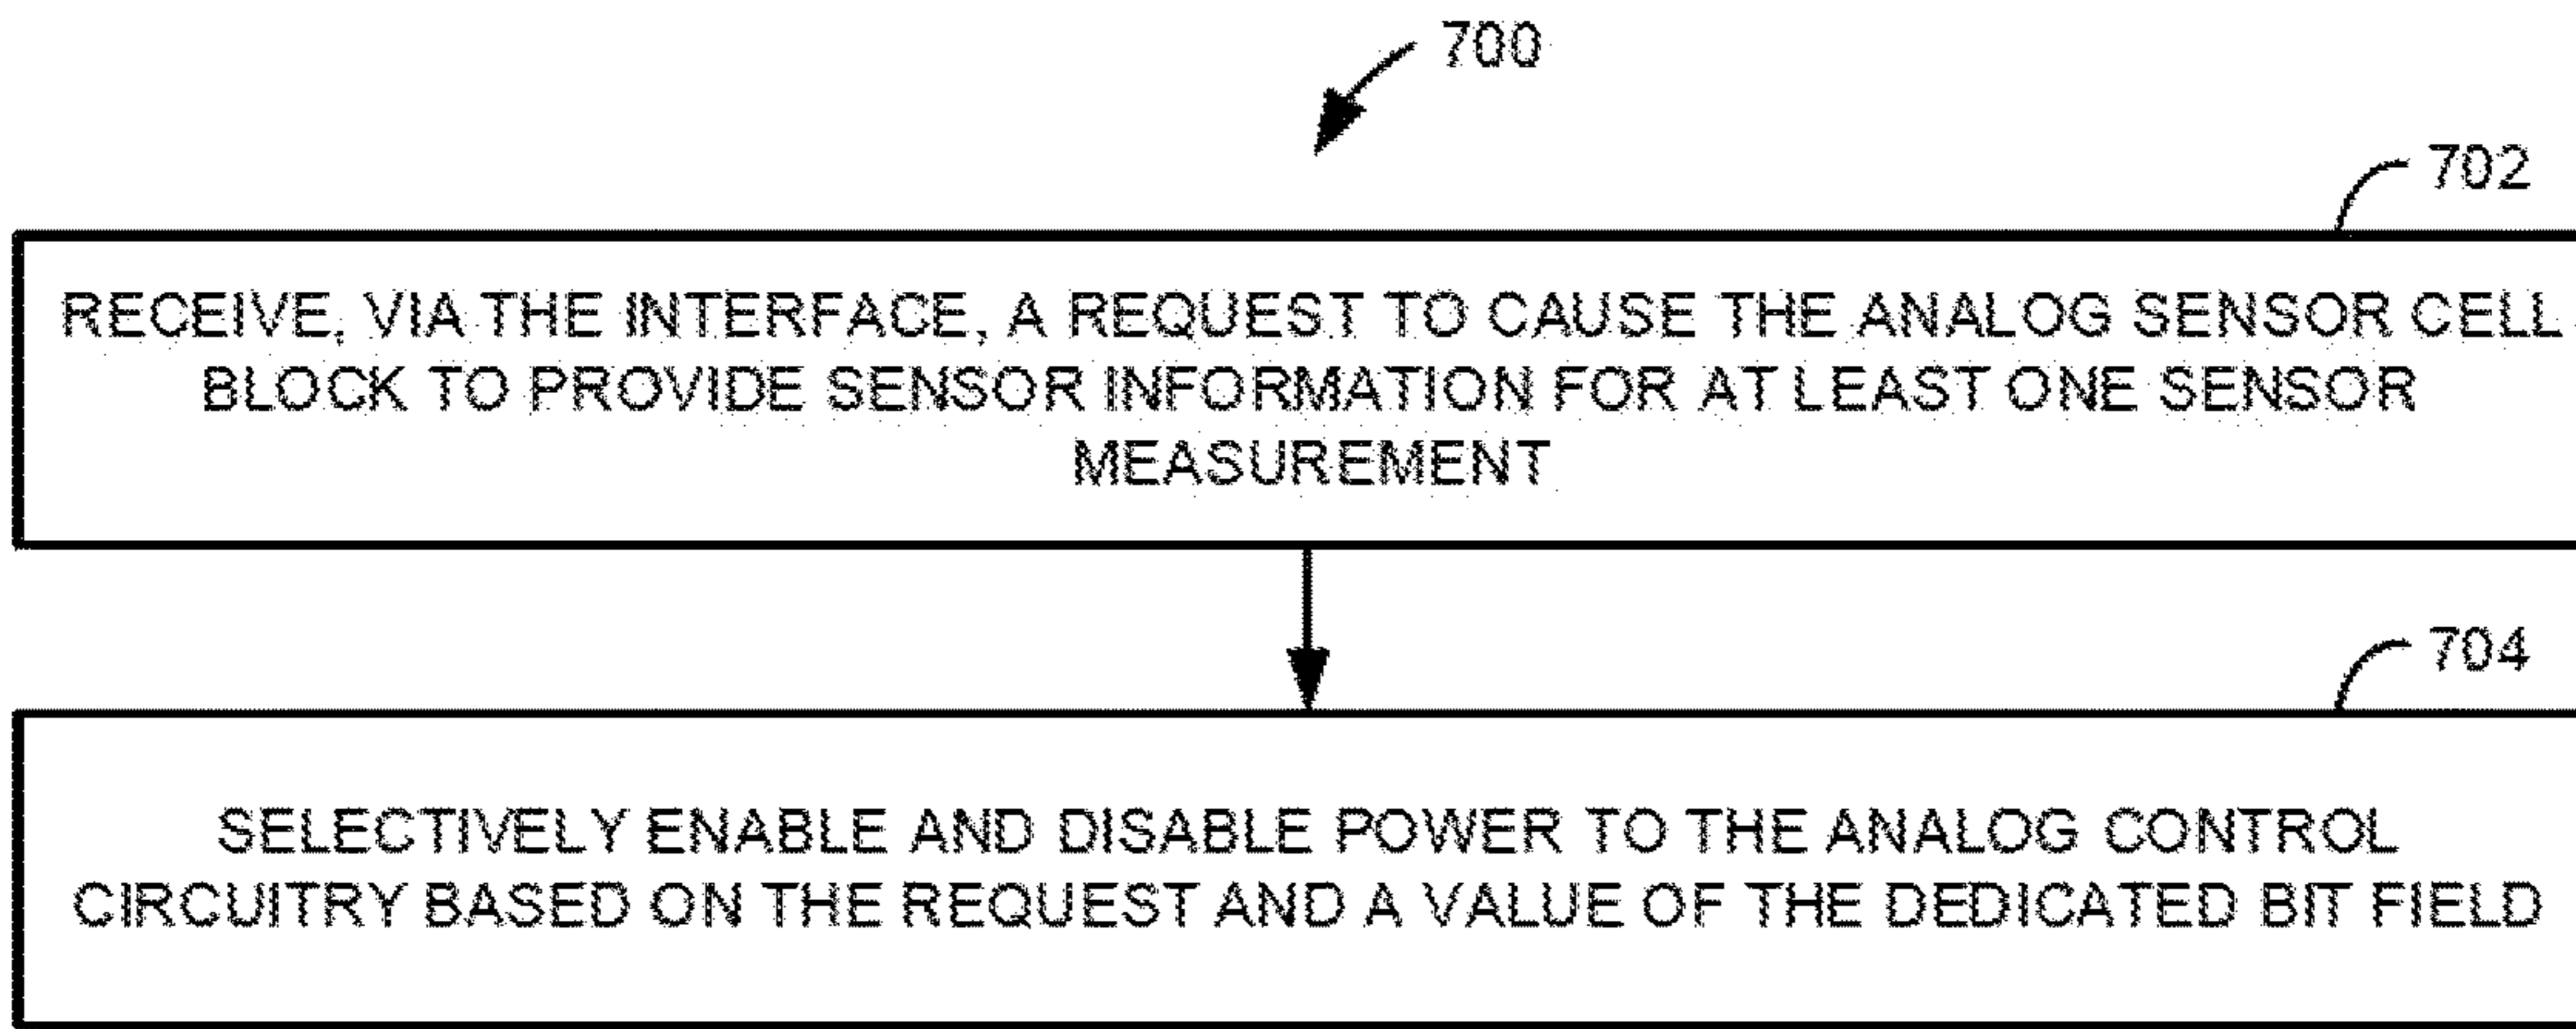 700
702
RECEIVE, VIA THE INTERFACE, A REQUEST TO CAUSE THE ANALOG SENSOR CELL
BLOCK TO PROVIDE SENSOR INFORMATION FOR AT LEAST ONE SENSOR
MEASUREMENT
704
SELECTIVELY ENABLE AND DISABLE POWER TO THE ANALOG CONTROL
CIRCUITRY BASED ON THE REQUEST AND A VALUE OF THE DEDICATED BIT FIELD